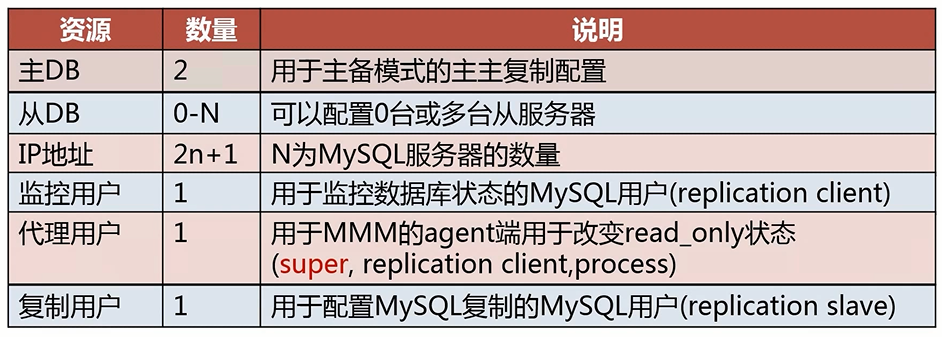 资源 数量 说明
主DB 2 用于主备模式的主主复制配置
从DB 0-N 可以配置0台或多台从服务器
IP地址 2n+1 N为MySQL服务器的数量
监控用户 1 用于监控数据库状态的MySQL用户(replication client)
代理用户 1 用于MMM的agent端用于改变read_only状态
(super, replication client,process)
复制用户 1 用于配置MySQL复制的MySQL用户(replication slave)